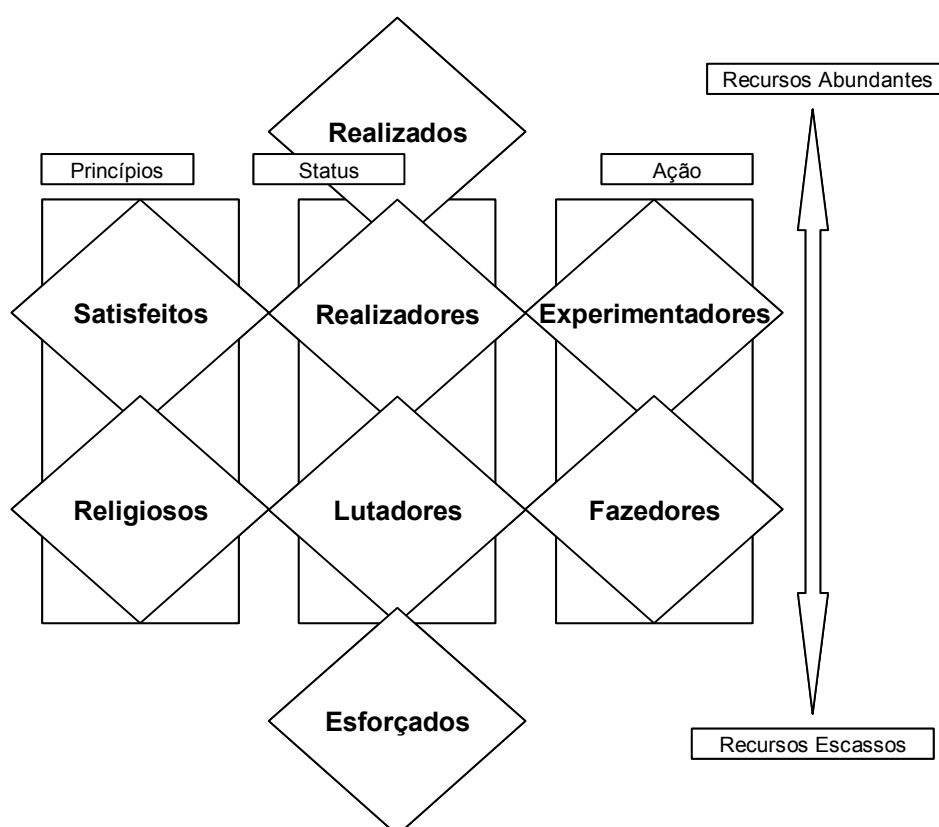 Recursos Abundantes
Realizados
Princípios
Status
Ação
Satisfeitos
Realizadores
Experimentadores
Religiosos
Lutadores
Fazedores
Esforçados
Recursos Escassos